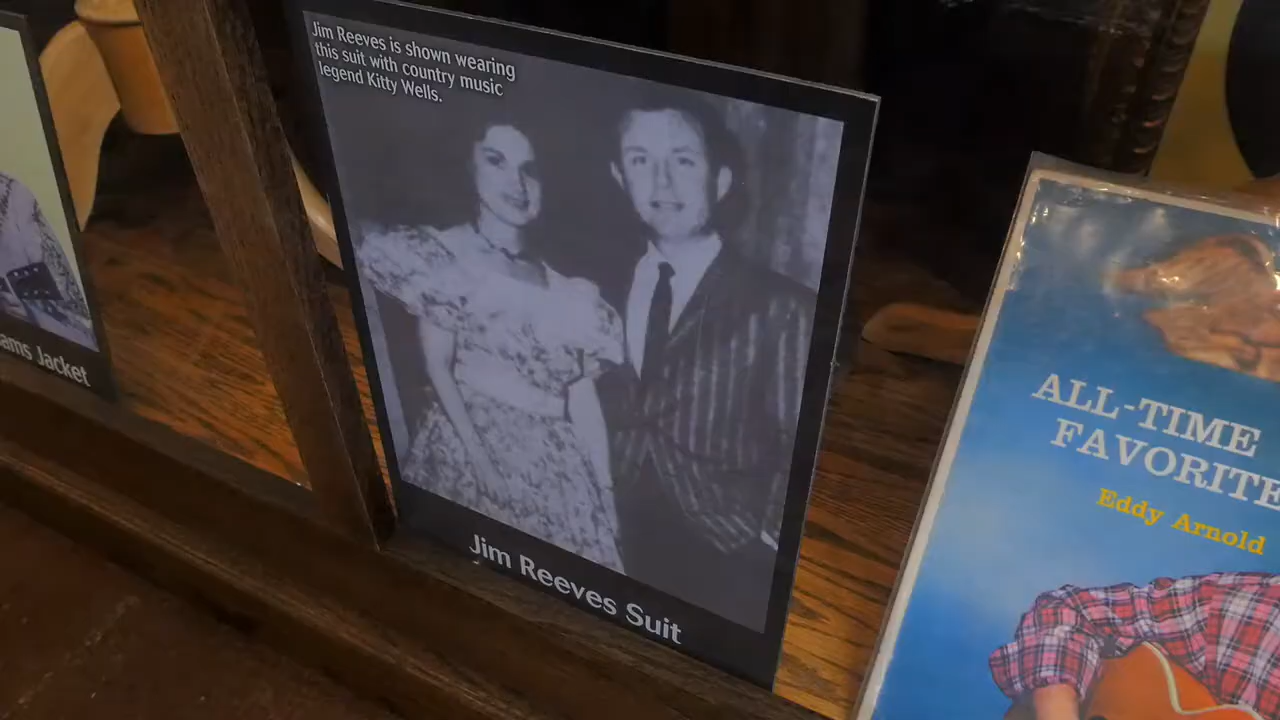 Jim Reeves is shown wearing
this suit with country music
legend Kitty Wells.
Jim Reeves Suit
ams Jacket
ALL-TIME
FAVORITE
Eddy Arnold